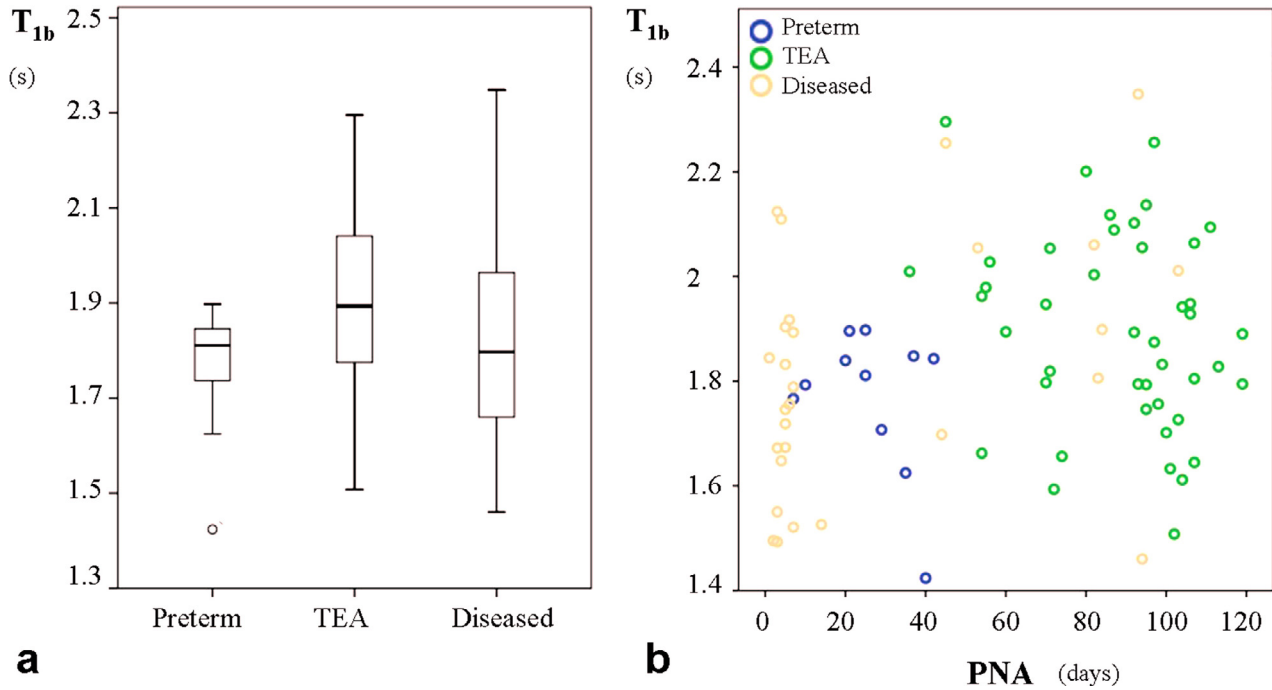 T1b
(s)
2.5
2.3
2.1
1.9
1.7
1.5
1.3
Preterm TEA Diseased
a
T1b
(s)
Preterm
TEA
Diseased
2.4
2.2
2
1.8
1.6
1.4
0 20 40 60 80 100 120
PNA (days)
b